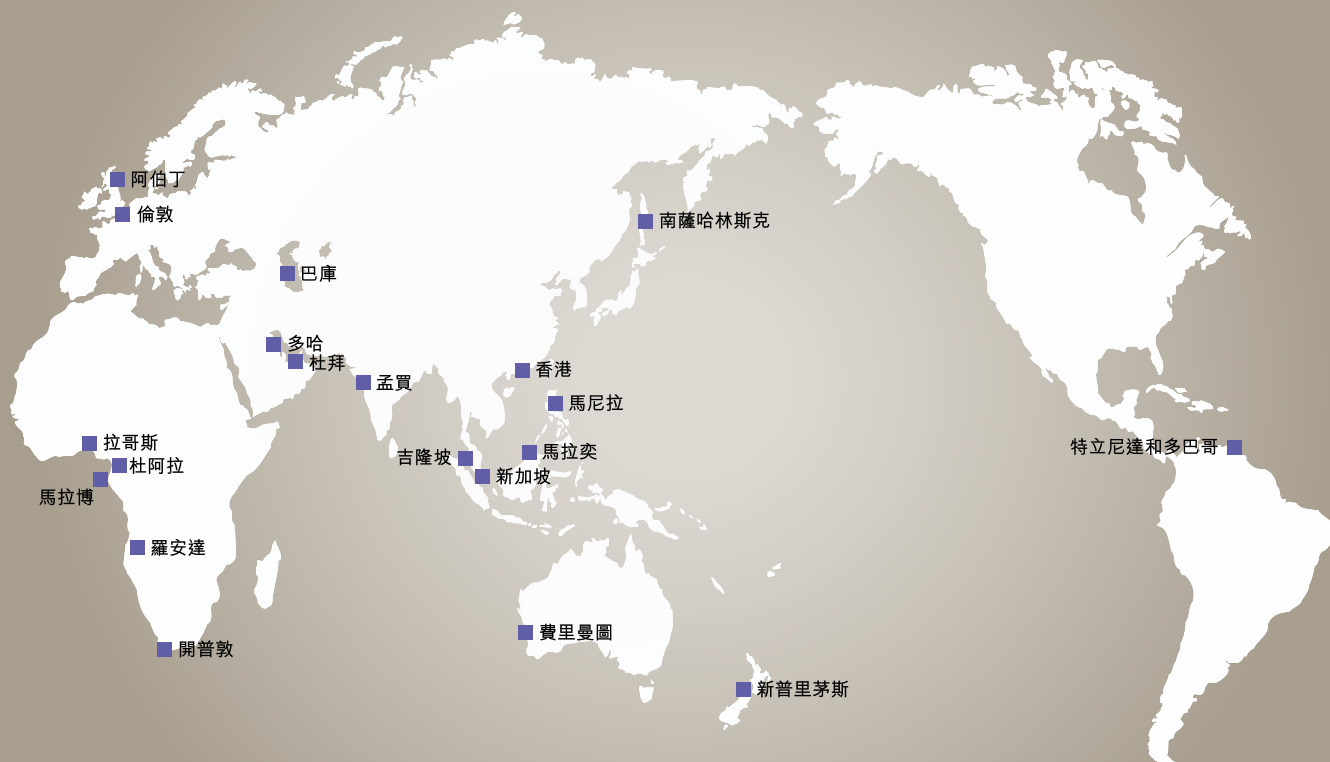 阿伯丁
倫敦
南薩哈林斯克
巴庫
多哈
杜拜
香港
孟買
馬尼拉
拉哥斯
特立尼達和多巴哥
馬拉奕
吉隆坡
杜阿拉
新加坡
馬拉博
羅安達
費里曼圖
開普敦
新普里茅斯